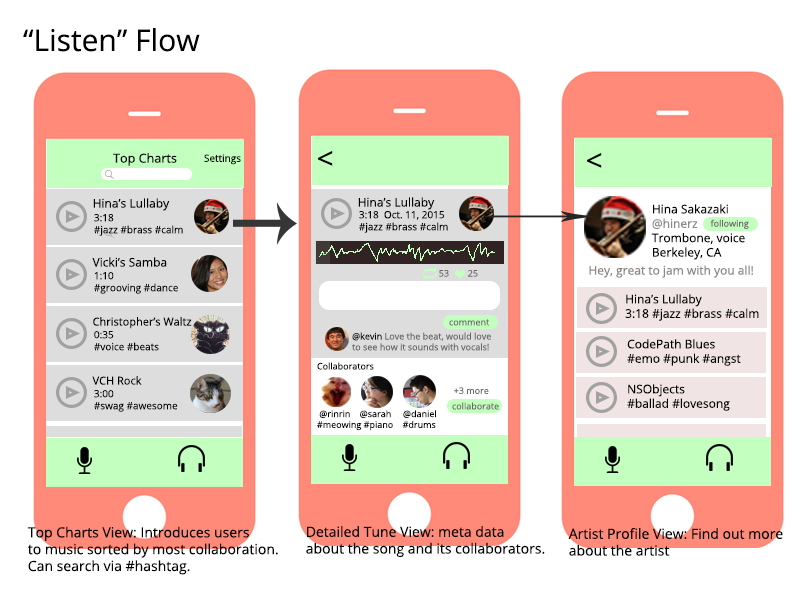 “Listen” Flow
Top Charts
Settings
Hina’s Lullaby
3:18
#jazz #brass #calm
Vicki’s Samba
1:10
#grooving #dance
Christopher’s Waltz
0:35
#voice #beats
VCH Rock
3:00
#swag #awesome
Top Charts View: Introduces users
to music sorted by most collaboration.
Can search via #hashtag.
<
Hina’s Lullaby
3:18 Oct. 11, 2015
#jazz #brass #calm
53 25
comment
@kevin Love the beat, would love
to see how it sounds with vocals!
Collaborators
+3 more
collaborate
@rinrin @sarah @daniel
#meowing #piano #drums
Detailed Tune View: meta data
about the song and its collaborators.
<
Hina Sakazaki
@hinerz following
Trombone, voice
Berkeley, CA
Hey, great to jam with you all!
Hina’s Lullaby
3:18 #jazz #brass #calm
CodePath Blues
#emo #punk #angst
NSObjects
#ballad #lovesong
Artist Profile View: Find out more
about the artist